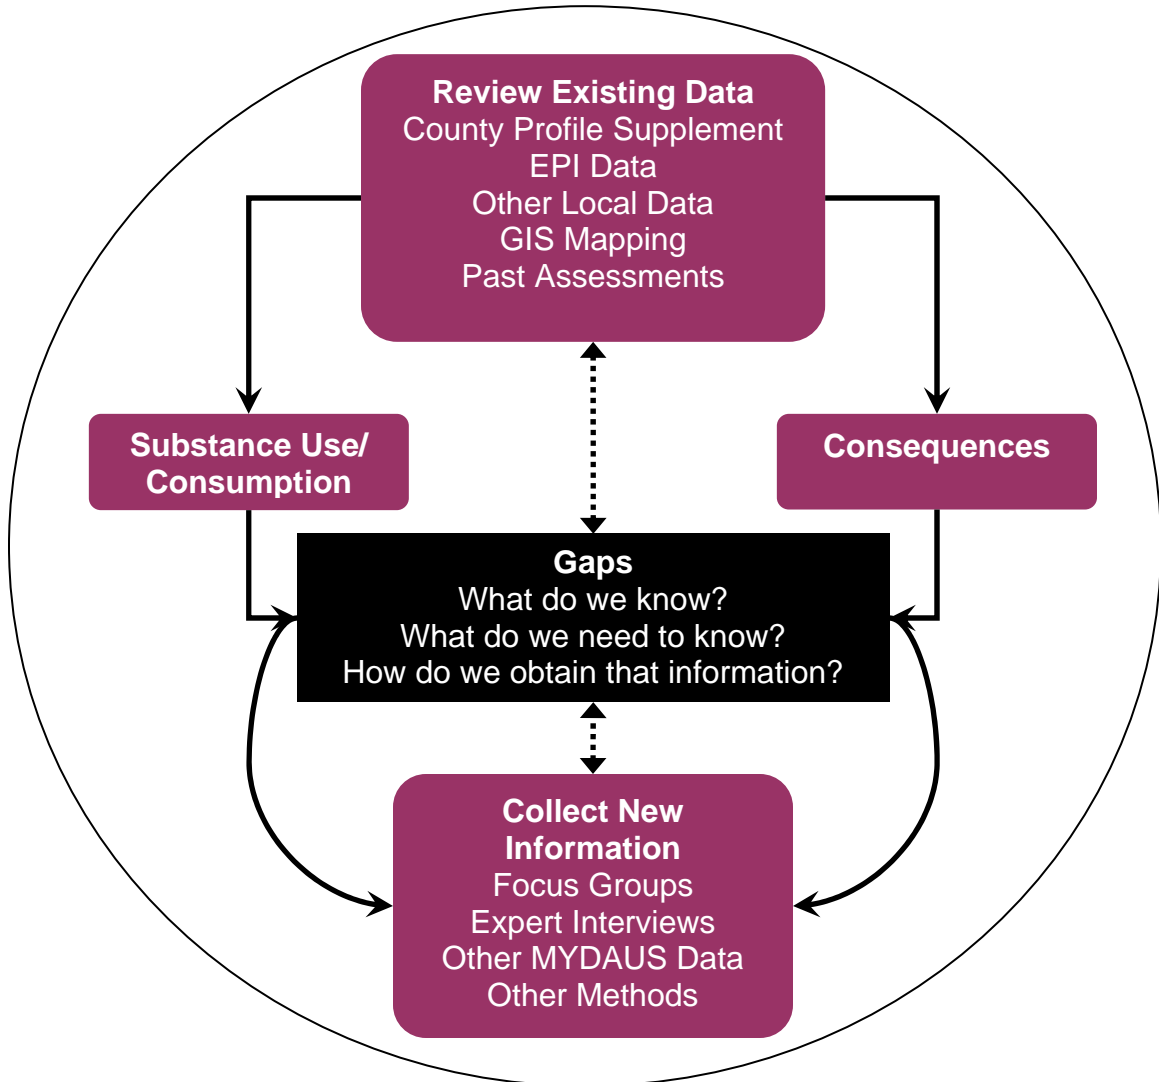 Review Existing Data
County Profile Supplement
EPI Data
Other Local Data
GIS Mapping
Past Assessments
Substance Use/
Consumption
Consequences
Gaps
What do we know?
What do we need to know?
How do we obtain that information?
Collect New
Information
Focus Groups
Expert Interviews
Other MYDAUS Data
Other Methods